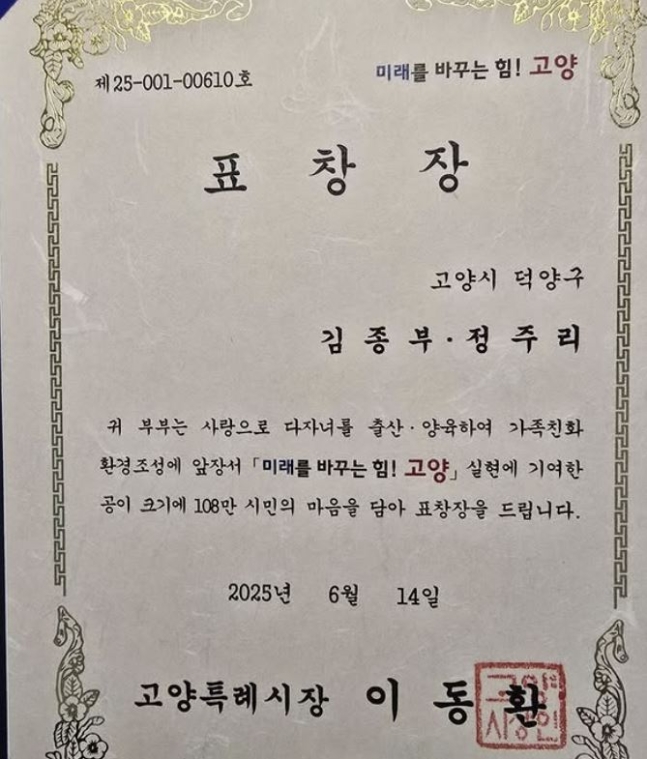 제25-001-00610호
미래를 바꾸는 힘! 고양
표 창 장
고양시 덕양구
김 종 부 · 정 주 리
귀 부부는 사랑으로 다자녀를 출산 · 양육하여 가족친화
환경조성에 앞장서 「미래를 바꾸는 힘! 고양」 실현에 기여한
공이 크기에 108만 시민의 마음을 담아 표창장을 드립니다.
2025년 6월 14일
고양특례시장 이 동 환
고양
시장인